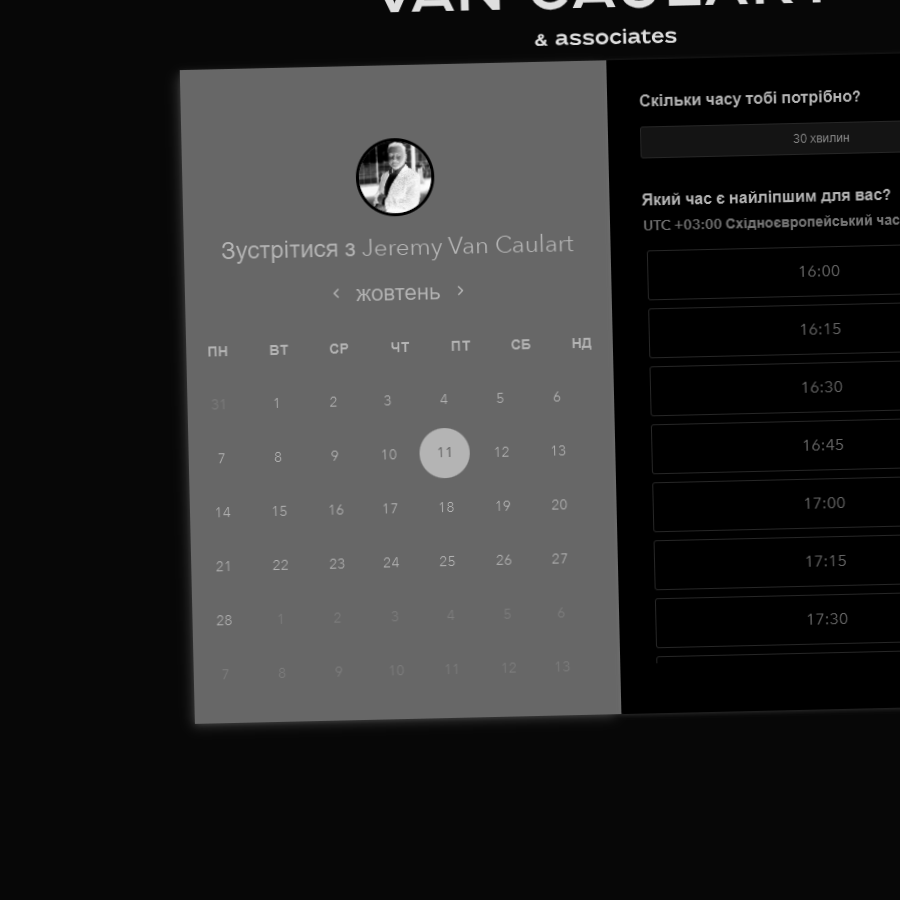 & associates
Зустрітися з Jeremy Van Caulart
жовтень
ПН ВТ СР ЧТ ПТ СБ НД
31 1 2 3 4 5 6
7 8 9 10 11 12 13
14 15 16 17 18 19 20
21 22 23 24 25 26 27
28 1 2 3 4 5 6
7 8 9 10 11 12 13
Скільки часу тобі потрібно?
30 хвилин
Який час є найліпшим для вас?
UTC +03:00 Східноєвропейський час
16:00
16:15
16:30
16:45
17:00
17:15
17:30